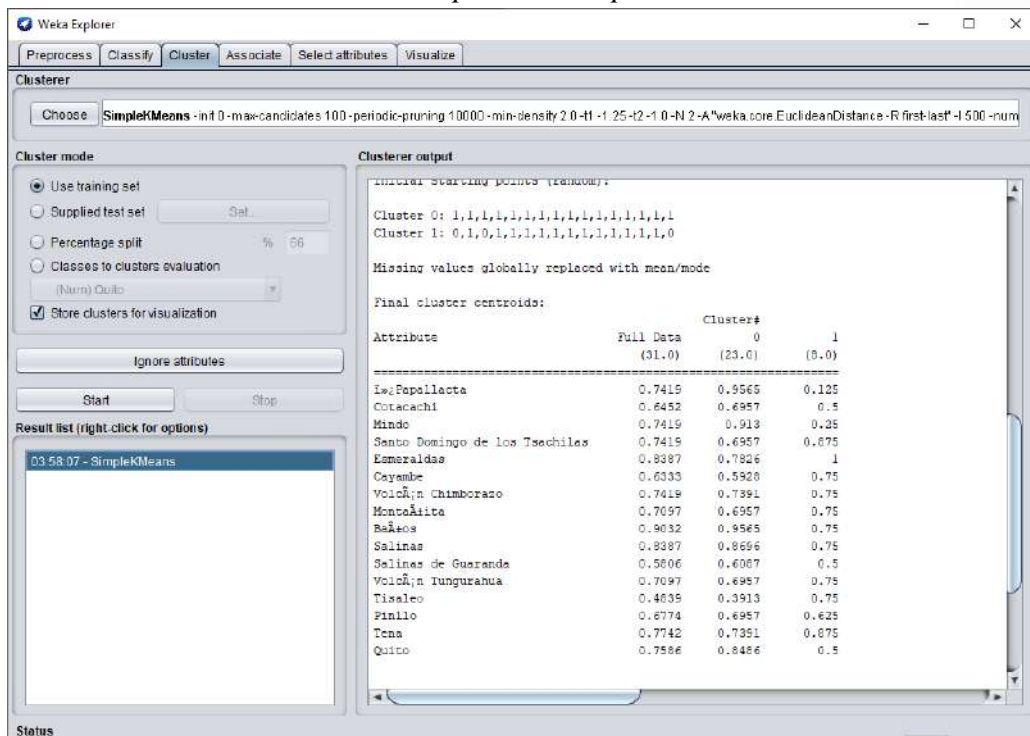 Weka Explorer
Preprocess Classify Cluster Associate Select attributes Visualize
Clusterer
Choose SimpleKMeans -init 0 -max-candidates 100 -periodic-pruning 10000 -min-density 2.0 -t1 -1.25 -t2 -1.0 -N 2 -A "weka.core.EuclideanDistance -R first-last" -I 500 -num
Cluster mode
Use training set
Supplied test set Set...
Percentage split % 66
Classes to clusters evaluation
(Num) Quito
Store clusters for visualization
Ignore attributes
Start Stop
Result list (right-click for options)
03:58:07 - SimpleKMeans
Clusterer output
Initial starting points (random):
Cluster 0: 1,1,1,1,1,1,1,1,1,1,1,1,1,1,1,1
Cluster 1: 0,1,0,1,1,1,1,1,1,1,1,1,1,1,1,0
Missing values globally replaced with mean/mode
Final cluster centroids:
Cluster#
Attribute Full Data 0 1
(31.0) (23.0) (8.0)
==========================================================
ï»¿Papallacta 0.7419 0.9565 0.125
Cotacachi 0.6452 0.6957 0.5
Mindo 0.7419 0.913 0.25
Santo Domingo de los Tsachilas 0.7419 0.6957 0.875
Esmeraldas 0.8387 0.7826 1
Cayambe 0.6333 0.5928 0.75
VolcÃ¡n Chimborazo 0.7419 0.7391 0.75
MontaÃ±ita 0.7097 0.6957 0.75
BaÃ±os 0.9032 0.9565 0.75
Salinas 0.8387 0.8696 0.75
Salinas de Guaranda 0.5806 0.6087 0.5
VolcÃ¡n Tungurahua 0.7097 0.6957 0.75
Tisaleo 0.4839 0.3913 0.75
Pinllo 0.6774 0.6957 0.625
Tena 0.7742 0.7391 0.875
Quito 0.7586 0.8486 0.5
Status